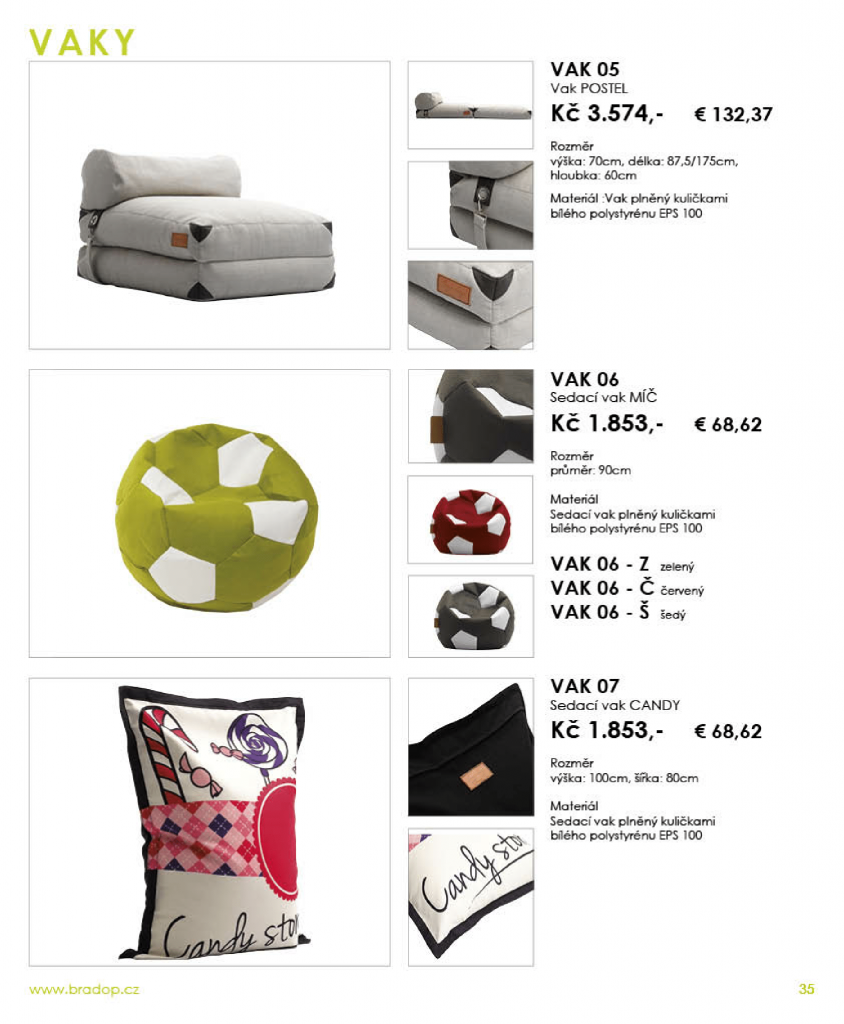 VAKY
VAK 05
Vak POSTEL
Kč 3.574,- € 132,37
Rozměr
výška: 70cm, délka: 87,5/175cm,
hloubka: 60cm
Materiál :Vak plněný kuličkami
bílého polystyrénu EPS 100
VAK 06
Sedací vak MÍČ
Kč 1.853,- € 68,62
Rozměr
průměr: 90cm
Materiál
Sedací vak plněný kuličkami
bílého polystyrénu EPS 100
VAK 06 - Z zelený
VAK 06 - Č červený
VAK 06 - Š šedý
VAK 07
Sedací vak CANDY
Kč 1.853,- € 68,62
Rozměr
výška: 100cm, šířka: 80cm
Materiál
Sedací vak plněný kuličkami
bílého polystyrénu EPS 100
Candy stor
Candy sto
www.bradop.cz
35